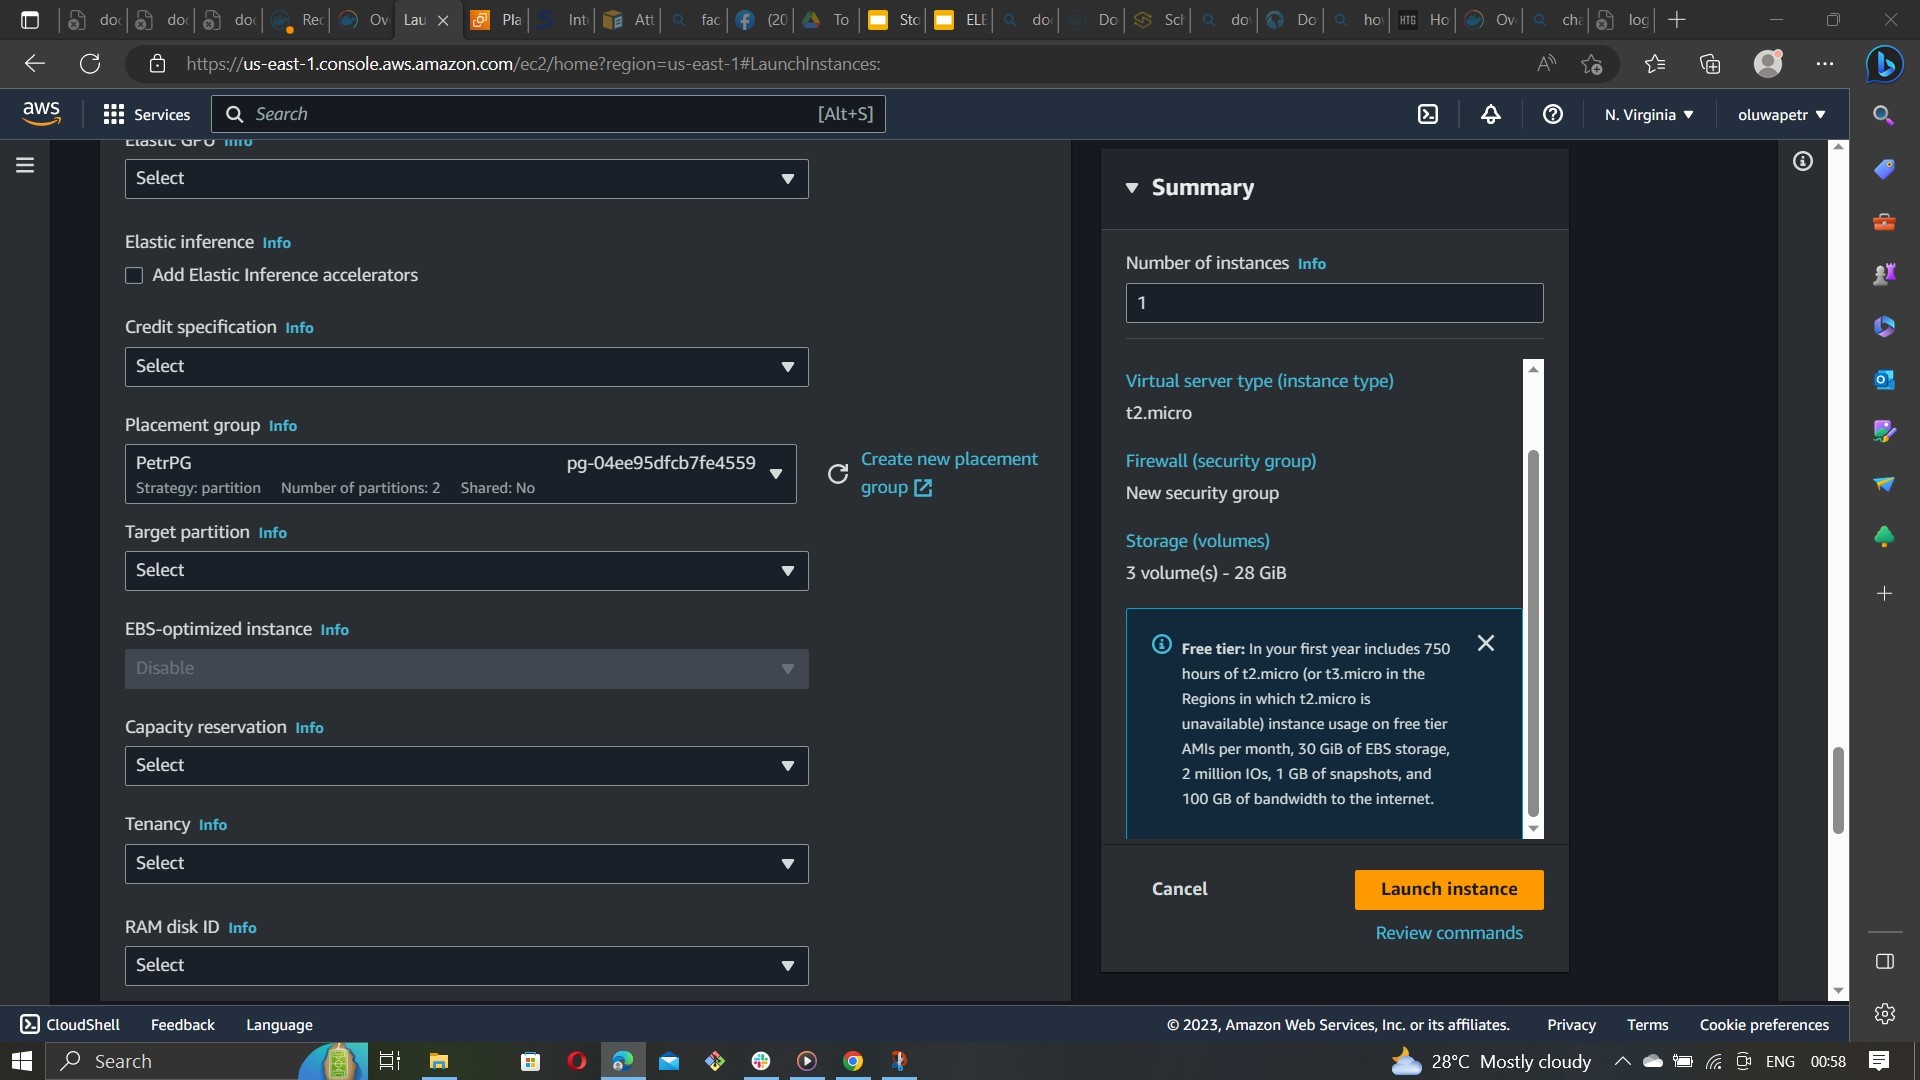 doc
doc
doc
Rec
Ov
Lau
Pla
Int
Att
fac
(20
To
Sto
ELE
do
Do
Scl
do
Do
ho
HTG
Ho
Ov
cha
log
https://us-east-1.console.aws.amazon.com/ec2/home?region=us-east-1#LaunchInstances:
aws
Services
Search
[Alt+S]
N. Virginia
oluwapetr
Elastic GPU Info
Select
Elastic inference Info
Add Elastic Inference accelerators
Credit specification Info
Select
Placement group Info
PetrPG pg-04ee95dfcb7fe4559
Strategy: partition Number of partitions: 2 Shared: No
Create new placement
group
Target partition Info
Select
EBS-optimized instance Info
Disable
Capacity reservation Info
Select
Tenancy Info
Select
RAM disk ID Info
Select
Summary
Number of instances Info
1
Virtual server type (instance type)
t2.micro
Firewall (security group)
New security group
Storage (volumes)
3 volume(s) - 28 GiB
Free tier: In your first year includes 750
hours of t2.micro (or t3.micro in the
Regions in which t2.micro is
unavailable) instance usage on free tier
AMIs per month, 30 GiB of EBS storage,
2 million IOs, 1 GB of snapshots, and
100 GB of bandwidth to the internet.
Cancel
Launch instance
Review commands
CloudShell Feedback Language
© 2023, Amazon Web Services, Inc. or its affiliates. Privacy Terms Cookie preferences
Search
28°C Mostly cloudy
ENG
00:58